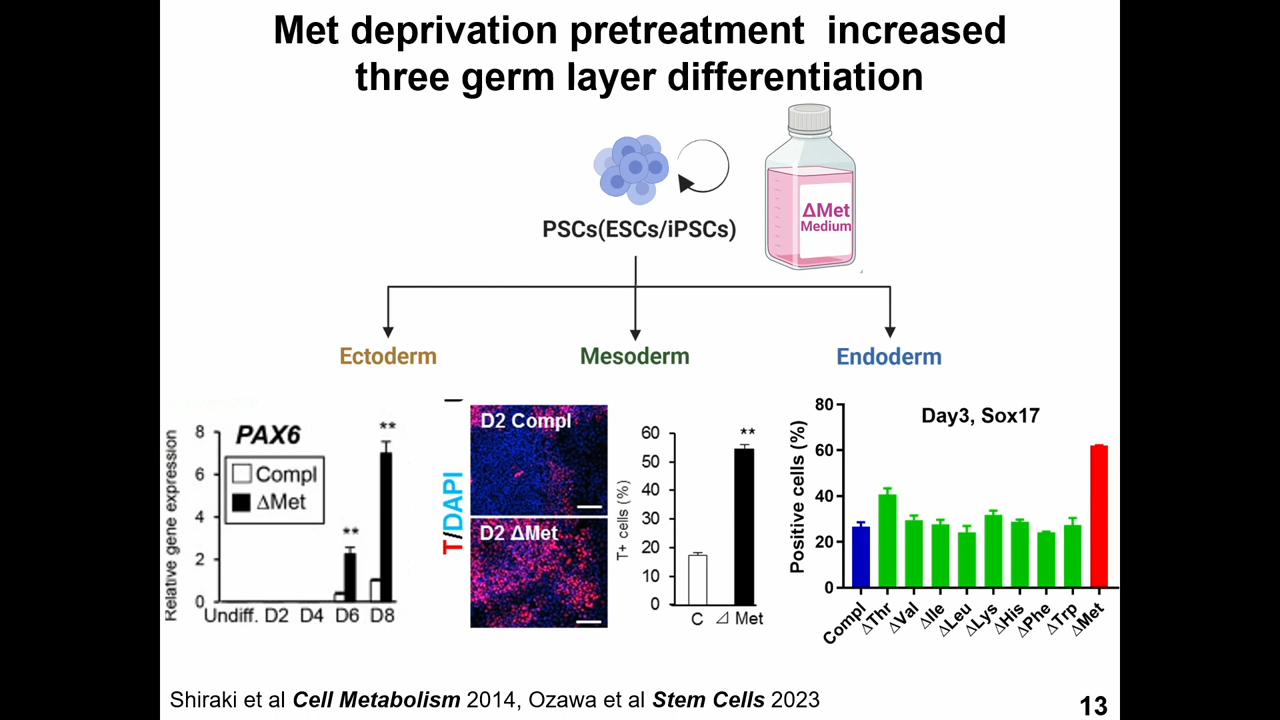 Met deprivation pretreatment increased
three germ layer differentiation
ΔMet
Medium
PSCs(ESCs/iPSCs)
Ectoderm
Mesoderm
Endoderm
Relative gene expression
8
6
4
2
0
PAX6
Compl
ΔMet
**
**
Undiff. D2 D4 D6 D8
T/DAPI
D2 Compl
D2 ΔMet
T+ cells (%)
60
50
40
30
20
10
0
**
C ⊿ Met
Positive cells (%)
80
60
40
20
0
Day3, Sox17
Compl
ΔThr
ΔVal
ΔIle
ΔLeu
ΔLys
ΔHis
ΔPhe
ΔTrp
ΔMet
Shiraki et al Cell Metabolism 2014, Ozawa et al Stem Cells 2023
13